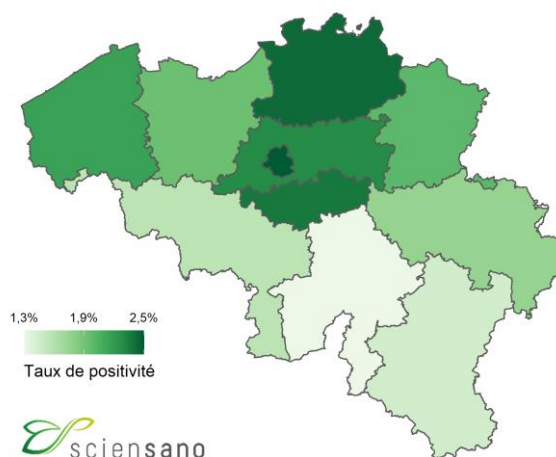 1,3% 1,9% 2,5%
Taux de positivité
sciensano